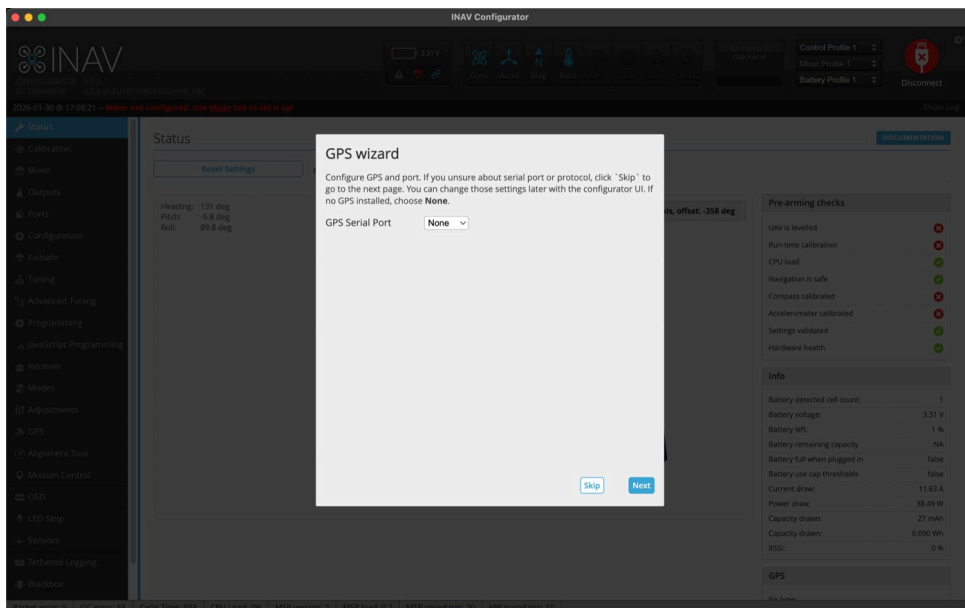 INAV Configurator
INAV
3.31 V
Gyro Accel Mag Baro
Control Profile 1
Mixer Profile 1
Battery Profile 1
Disconnect
2026-01-30 @ 17:08:21 -- Mixer not configured. Use Mixer tab to set it up!
Show Log
Status
Calibration
Mixer
Outputs
Ports
Configuration
Failsafe
Tuning
Advanced Tuning
Programming
JavaScript Programming
Receiver
Modes
Adjustments
GPS
Alignment Tool
Mission Control
OSD
LED Strip
Sensors
Tethered Logging
Blackbox
Status
DOCUMENTATION
Reset Settings
Heading: 131 deg
Pitch: -5.8 deg
Roll: 89.8 deg
offset: -358 deg
GPS wizard
Configure GPS and port. If you unsure about serial port or protocol, click `Skip` to
go to the next page. You can change those settings later with the configurator UI. If
no GPS installed, choose None.
GPS Serial Port None
Skip Next
Pre-arming checks
UAV is levelled
Run-time calibration
CPU load
Navigation is safe
Compass calibrated
Accelerometer calibrated
Settings validated
Hardware health
Info
Battery detected cell count: 1
Battery voltage: 3.31 V
Battery left: 1 %
Battery remaining capacity NA
Battery full when plugged in false
Battery use cap thresholds false
Current draw: 11.63 A
Power draw: 38.49 W
Capacity drawn: 27 mAh
Capacity drawn: 0.090 Wh
RSSI: 0 %
GPS